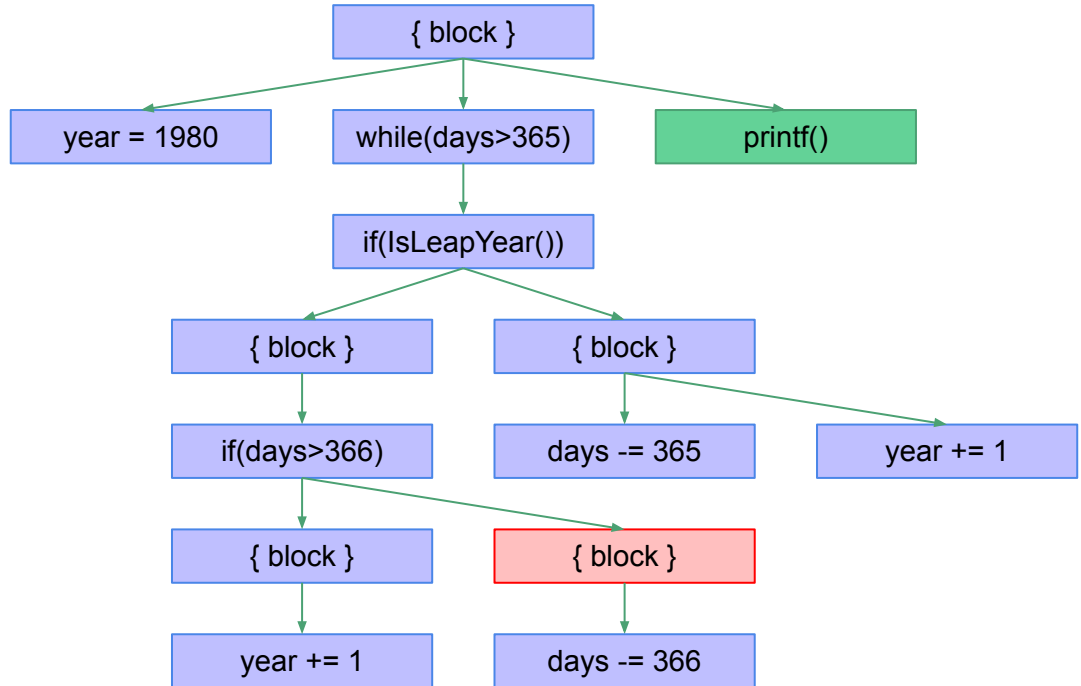 { block }
year = 1980
while(days>365)
printf()
if(IsLeapYear())
{ block }
{ block }
if(days>366)
days -= 365
year += 1
{ block }
{ block }
year += 1
days -= 366